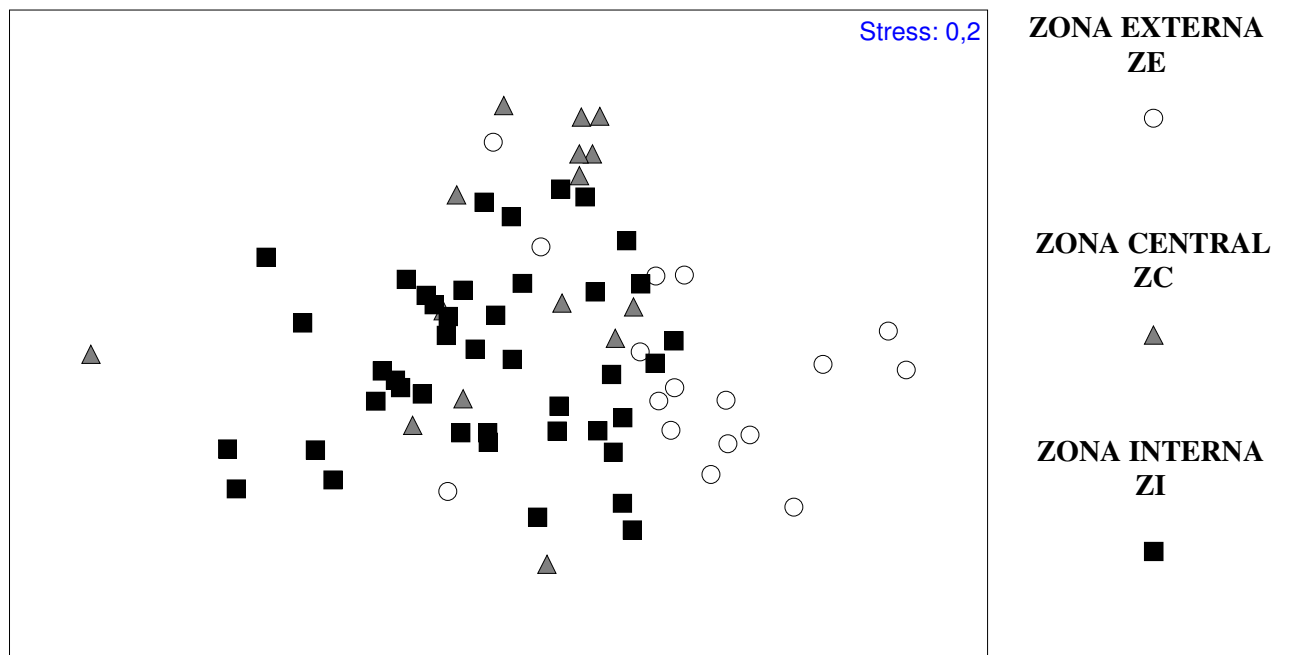 Stress: 0,2
ZONA EXTERNA
ZE
ZONA CENTRAL
ZC
ZONA INTERNA
ZI